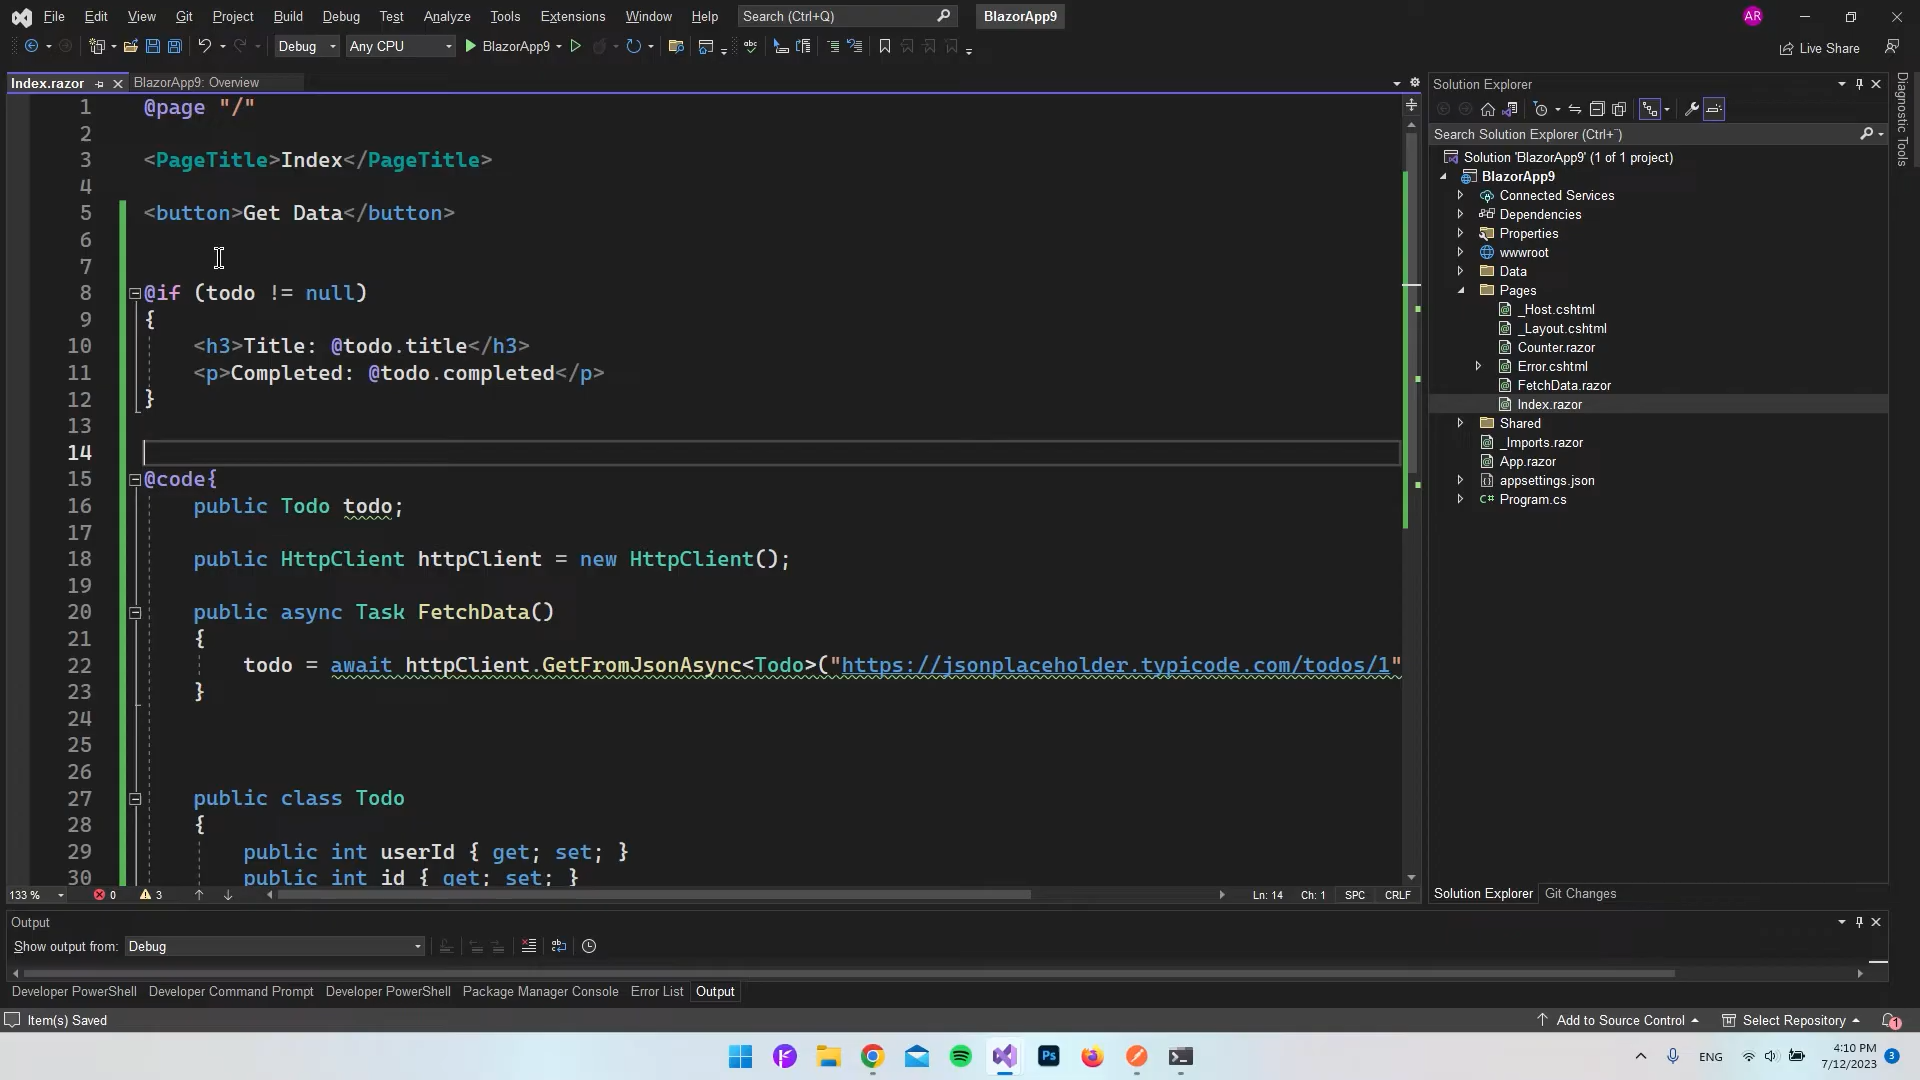 File Edit View Git Project Build Debug Test Analyze Tools Extensions Window Help Search (Ctrl+Q) BlazorApp9 AR
Debug Any CPU BlazorApp9 Live Share
Index.razor BlazorApp9: Overview
1 @page "/"
2
3 <PageTitle>Index</PageTitle>
4
5 <button>Get Data</button>
6
7
8 @if (todo != null)
9 {
10 <h3>Title: @todo.title</h3>
11 <p>Completed: @todo.completed</p>
12 }
13
14
15 @code{
16 public Todo todo;
17
18 public HttpClient httpClient = new HttpClient();
19
20 public async Task FetchData()
21 {
22 todo = await httpClient.GetFromJsonAsync<Todo>("https://jsonplaceholder.typicode.com/todos/1"
23 }
24
25
26
27 public class Todo
28 {
29 public int userId { get; set; }
30 public int id { get; set; }
133 % 0 3 Ln: 14 Ch: 1 SPC CRLF
Solution Explorer
Search Solution Explorer (Ctrl+¨)
Solution 'BlazorApp9' (1 of 1 project)
BlazorApp9
Connected Services
Dependencies
Properties
wwwroot
Data
Pages
_Host.cshtml
_Layout.cshtml
Counter.razor
Error.cshtml
FetchData.razor
Index.razor
Shared
_Imports.razor
App.razor
appsettings.json
C# Program.cs
Solution Explorer Git Changes
Diagnostic Tools
Output
Show output from: Debug
Developer PowerShell Developer Command Prompt Developer PowerShell Package Manager Console Error List Output
Item(s) Saved Add to Source Control Select Repository 1
Ps ENG 4:10 PM 3
7/12/2023